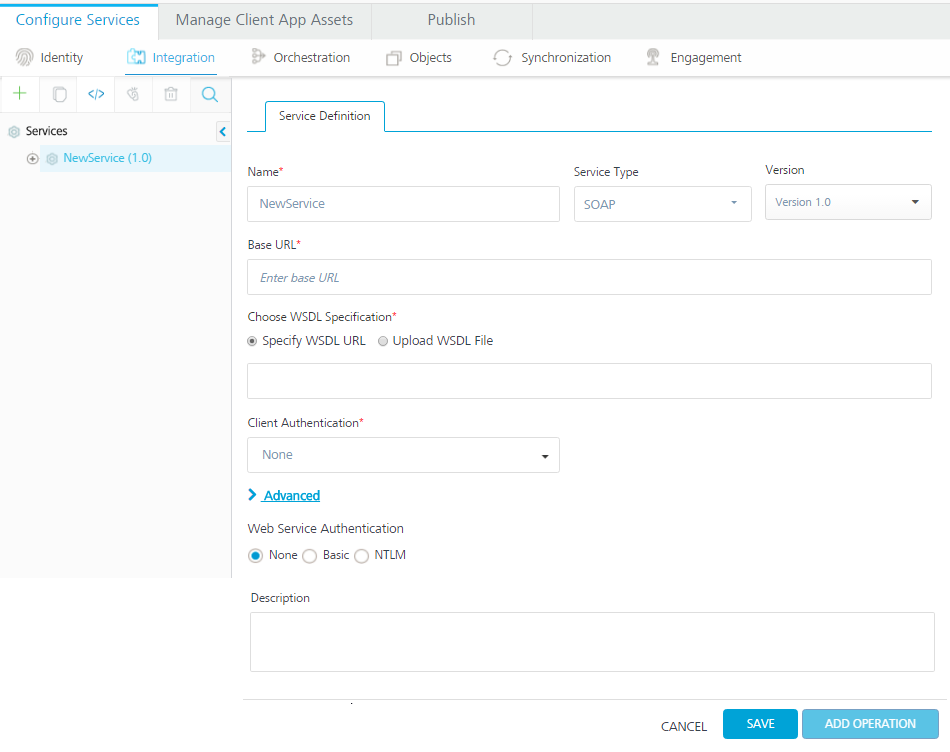 Configure Services Manage Client App Assets Publish
Identity Integration Orchestration Objects Synchronization Engagement
</>
Services
NewService (1.0)
Service Definition
Name* Service Type Version
NewService SOAP Version 1.0
Base URL*
Enter base URL
Choose WSDL Specification*
Specify WSDL URL Upload WSDL File
Client Authentication*
None
Advanced
Web Service Authentication
None Basic NTLM
Description
CANCEL SAVE ADD OPERATION